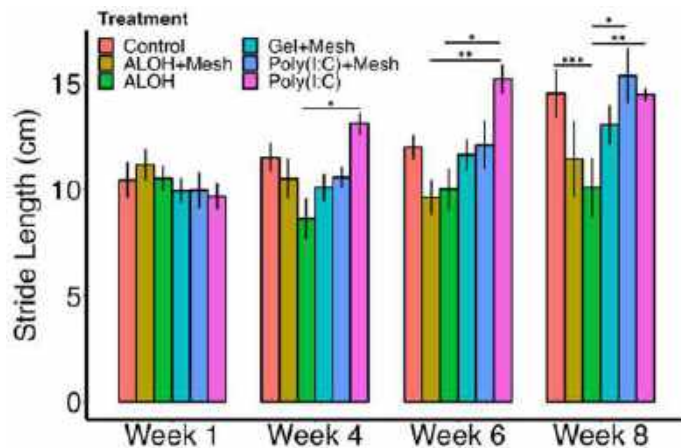 Treatment
Control
ALOH+Mesh
ALOH
Gel+Mesh
Poly(I:C)+Mesh
Poly(I:C)
Stride Length (cm)
15
10
5
0
*
*
**
***
*
**
Week 1
Week 4
Week 6
Week 8